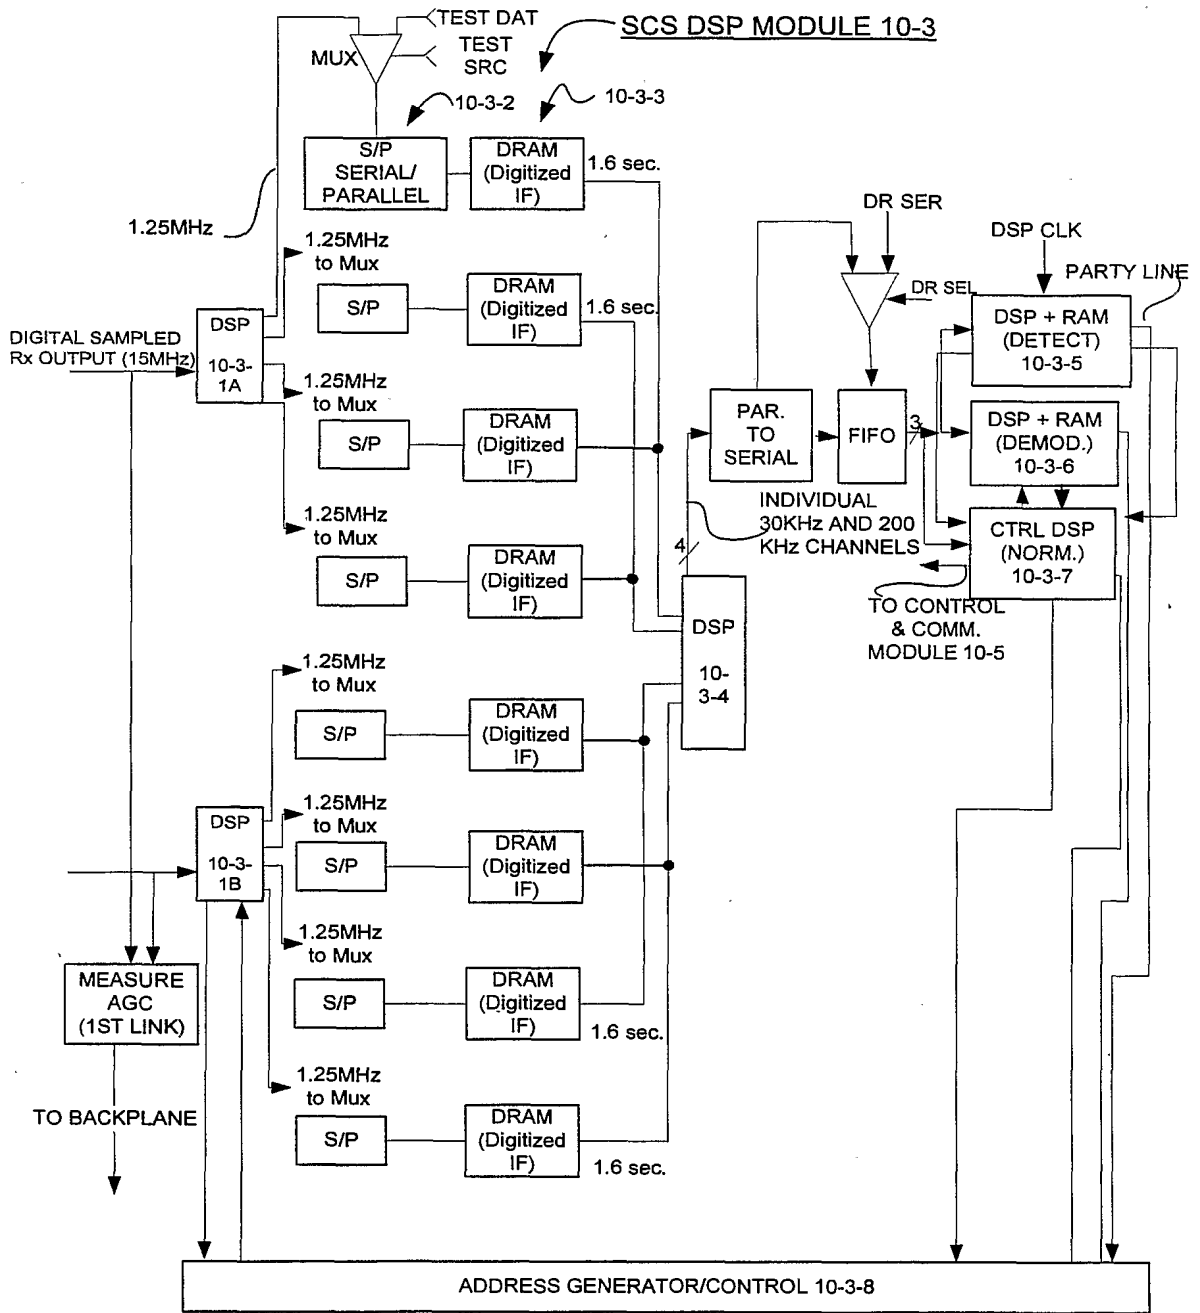 TEST DAT
SCS DSP MODULE 10-3
MUX
TEST
SRC
10-3-2
10-3-3
S/P
SERIAL/
PARALLEL
DRAM
(Digitized
IF)
1.6 sec.
1.25MHz
1.25MHz
to Mux
S/P
DRAM
(Digitized
IF)
1.6 sec.
DIGITAL SAMPLED
Rx OUTPUT (15MHz)
DSP
10-3-
1A
1.25MHz
to Mux
S/P
DRAM
(Digitized
IF)
1.25MHz
to Mux
S/P
DRAM
(Digitized
IF)
DR SER
DSP CLK
PARTY LINE
DR SEL
DSP + RAM
(DETECT)
10-3-5
PAR.
TO
SERIAL
FIFO
3
DSP + RAM
(DEMOD.)
10-3-6
INDIVIDUAL
30KHz AND 200
KHz CHANNELS
4
CTRL DSP
(NORM.)
10-3-7
TO CONTROL
& COMM.
MODULE 10-5
DSP
10-
3-4
1.25MHz
to Mux
S/P
DRAM
(Digitized
IF)
DSP
10-3-
1B
1.25MHz
to Mux
S/P
DRAM
(Digitized
IF)
1.25MHz
to Mux
S/P
DRAM
(Digitized
IF)
1.6 sec.
MEASURE
AGC
(1ST LINK)
1.25MHz
to Mux
S/P
DRAM
(Digitized
IF)
1.6 sec.
TO BACKPLANE
ADDRESS GENERATOR/CONTROL 10-3-8